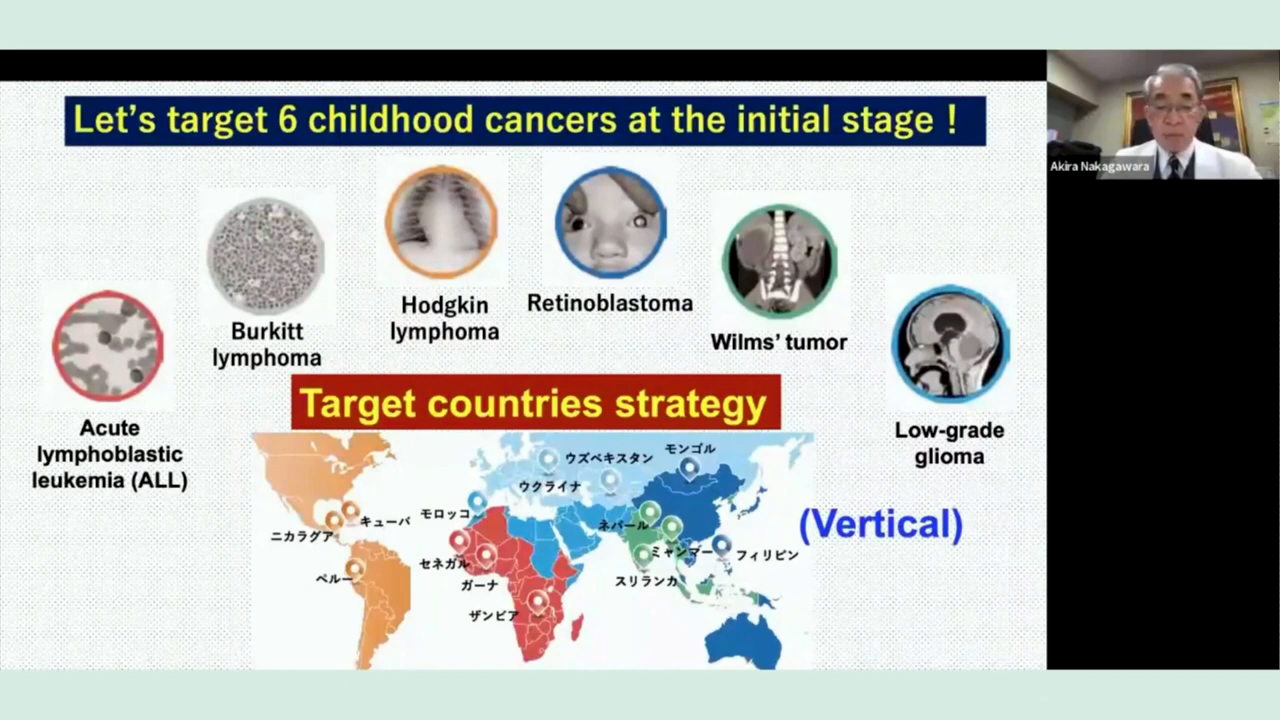 Let's target 6 childhood cancers at the initial stage !
Akira Nakagawara
Acute
lymphoblastic
leukemia (ALL)
Burkitt
lymphoma
Hodgkin
lymphoma
Retinoblastoma
Wilms' tumor
Low-grade
glioma
Target countries strategy
(Vertical)
モンゴル
ウズベキスタン
ウクライナ
モロッコ
キューバ
ニカラグア
ネパール
ミャンマー
フィリピン
セネガル
ペルー
ガーナ
スリランカ
ザンビア